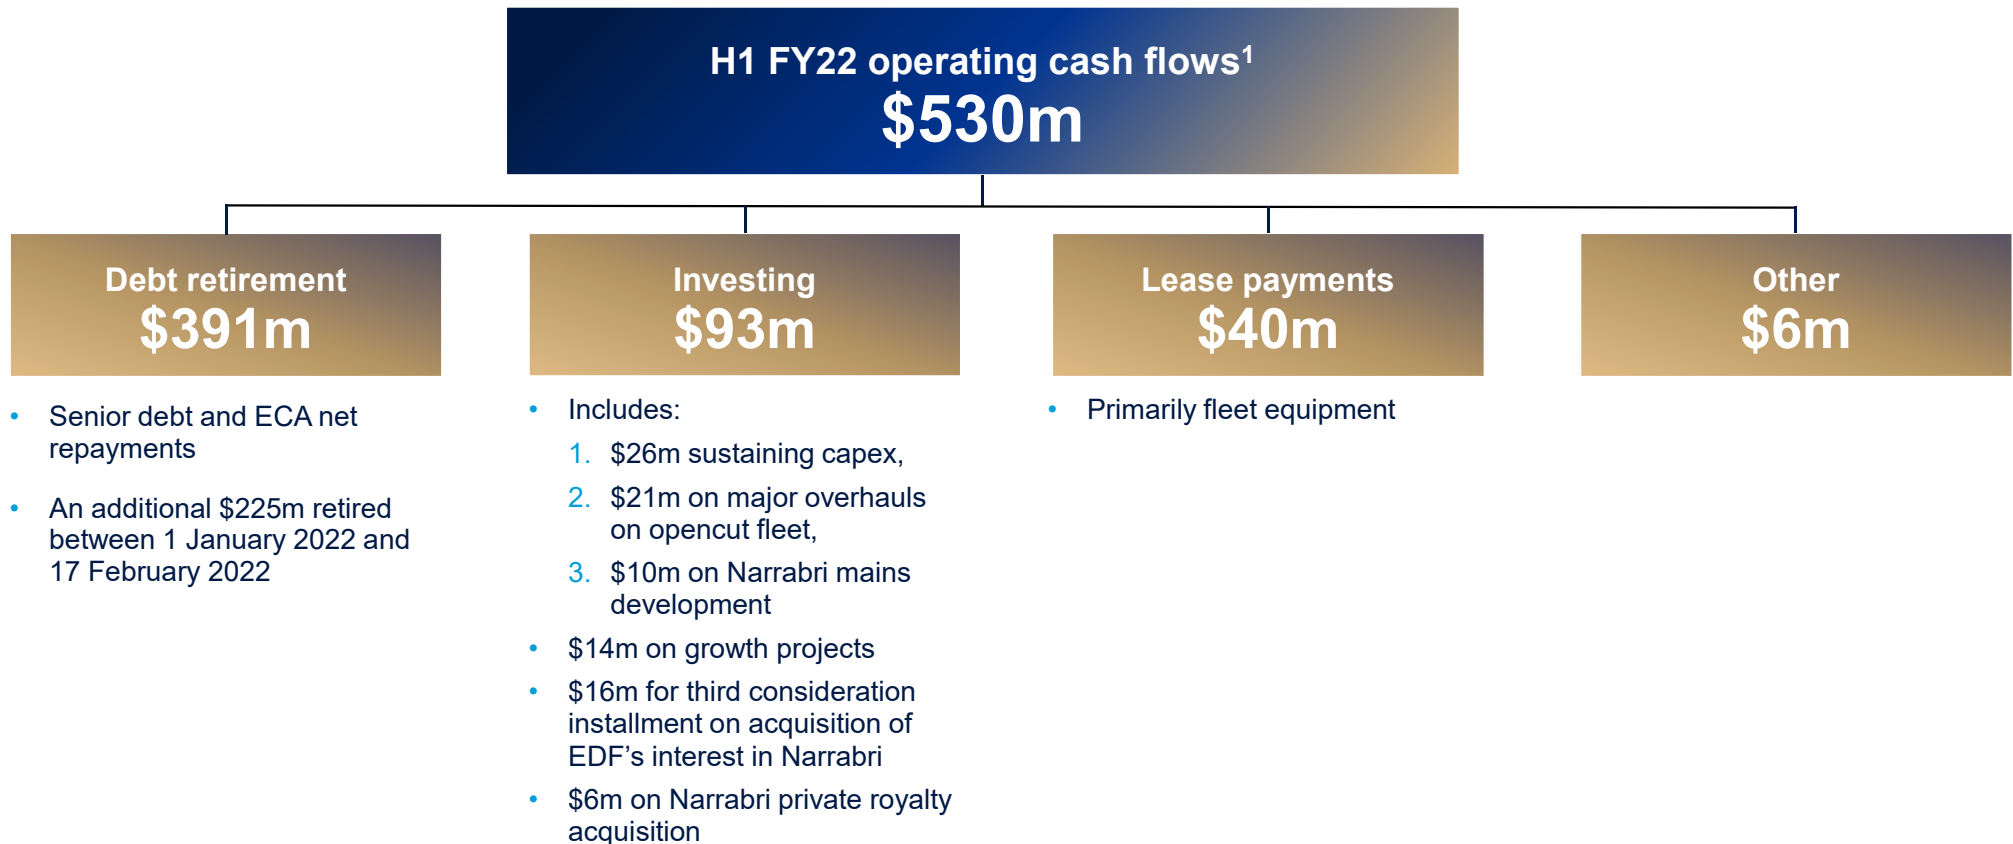 H1 FY22 operating cash flows¹
$530m
Debt retirement
$391m
• Senior debt and ECA net
repayments
• An additional $225m retired
between 1 January 2022 and
17 February 2022
Investing
$93m
• Includes:
1. $26m sustaining capex,
2. $21m on major overhauls
on opencut fleet,
3. $10m on Narrabri mains
development
• $14m on growth projects
• $16m for third consideration
installment on acquisition of
EDF’s interest in Narrabri
• $6m on Narrabri private royalty
acquisition
Lease payments
$40m
• Primarily fleet equipment
Other
$6m